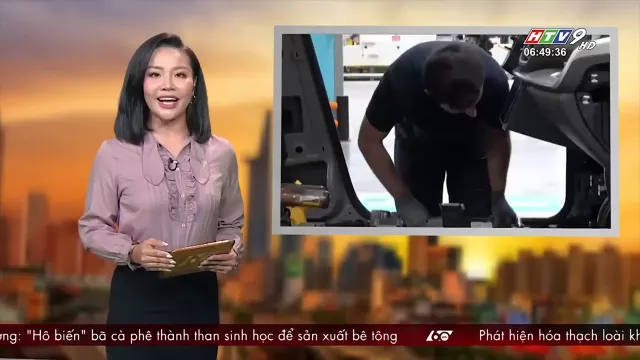 HTV9 HD
06:49:36
ng: "Hô biến" bã cà phê thành than sinh học để sản xuất bê tông
Phát hiện hóa thạch loài k